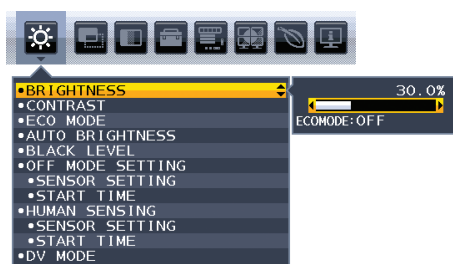 •BRIGHTNESS
30.0%
•CONTRAST
•ECO MODE
ECOMODE:OFF
•AUTO BRIGHTNESS
•BLACK LEVEL
•OFF MODE SETTING
•SENSOR SETTING
•START TIME
•HUMAN SENSING
•SENSOR SETTING
•START TIME
•DV MODE